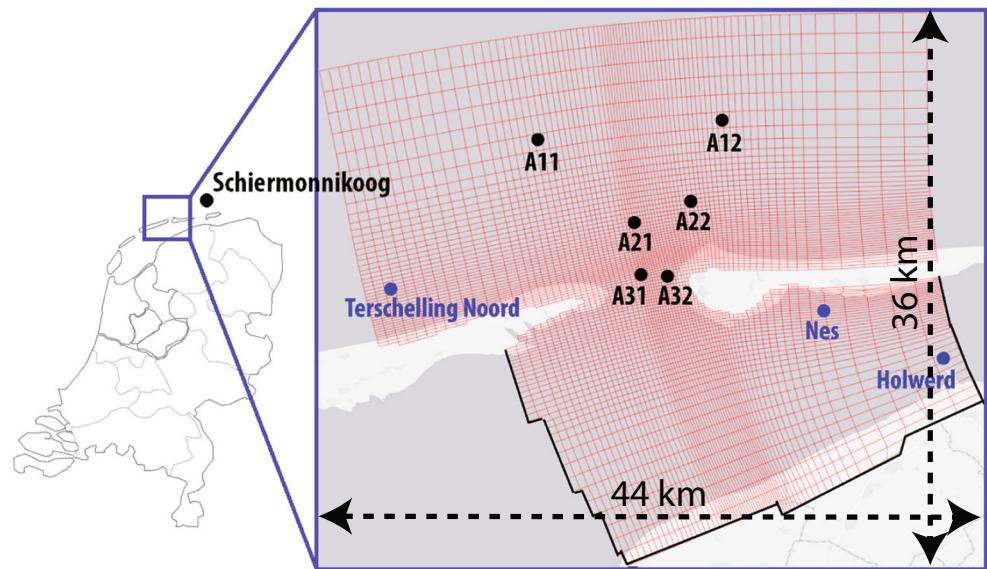 Schiermonnikoog
A11
A12
A21
A22
A31
A32
Terschelling Noord
Nes
Holwerd
36 km
44 km